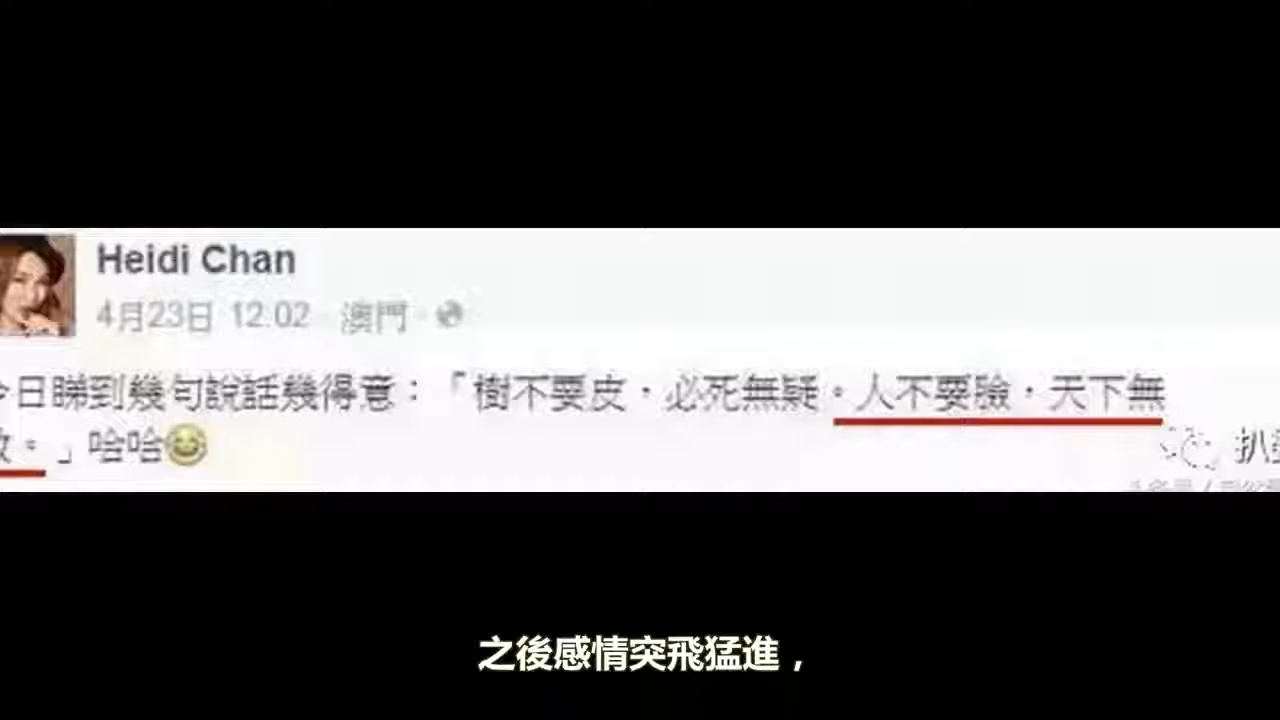 Heidi Chan
4月23日 12:02 · 澳門 ·
今日睇到幾句說話幾得意：「樹不要皮，必死無疑。人不要臉，天下無
敵。」哈哈😂
扒
之後感情突飛猛進，